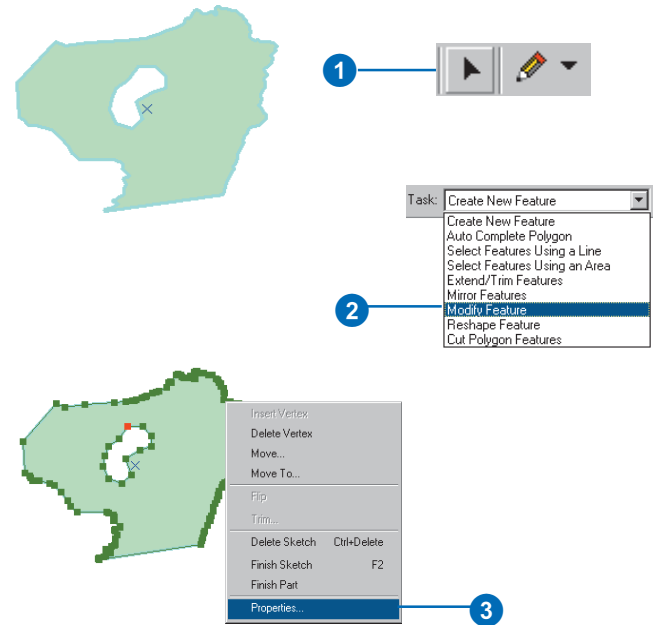 1
Task: Create New Feature
Create New Feature
Auto Complete Polygon
Select Features Using a Line
Select Features Using an Area
Extend/Trim Features
Mirror Features
2
Modify Feature
Reshape Feature
Cut Polygon Features
Insert Vertex
Delete Vertex
Move...
Move To...
Flip
Trim...
Delete Sketch Ctrl+Delete
Finish Sketch F2
Finish Part
Properties...
3